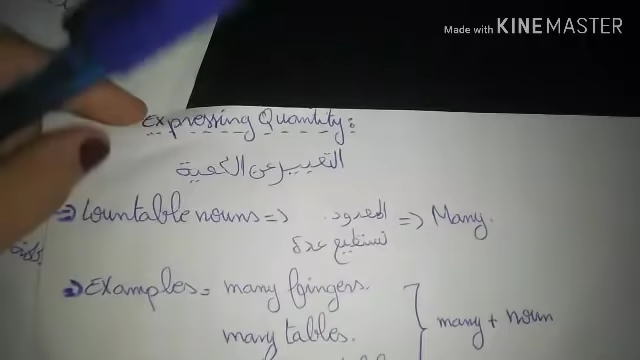 Made with KINEMASTER
Expressing Quantity:
التعبير عن الكمية
=> Countable nouns => المعدود => Many.
نستطيع عدة
=> Examples = many fingers.
many tables.
many + noun